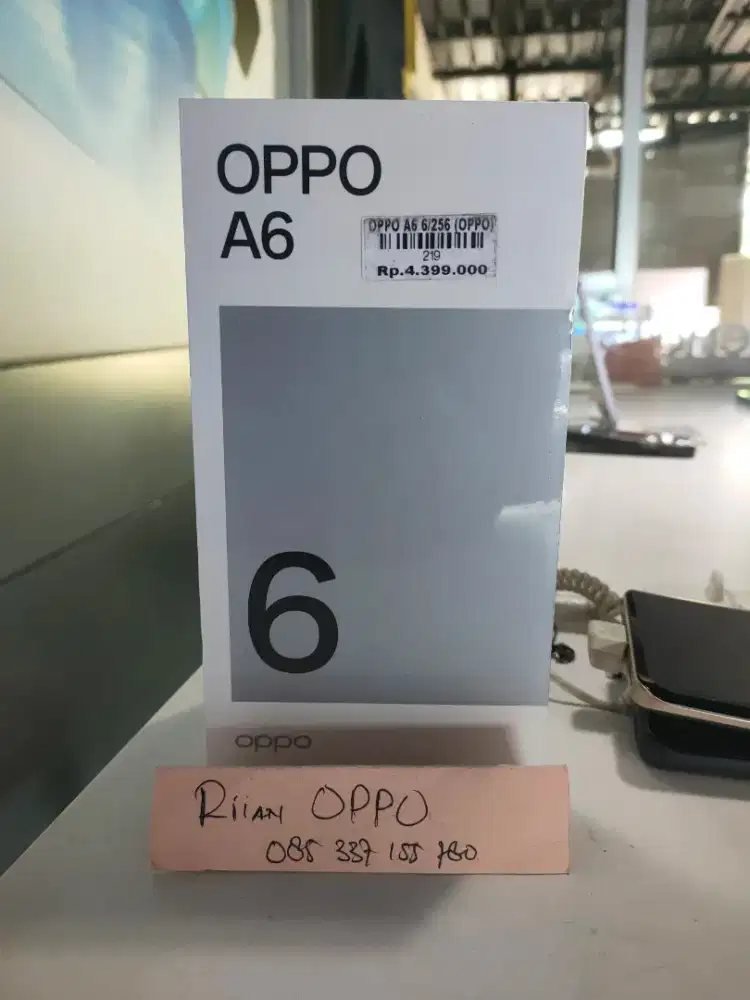 OPPO
A6
OPPO A6 6/256 (OPPO)
219
Rp.4.399.000
6
oppo
Riian OPPO
085 337 155